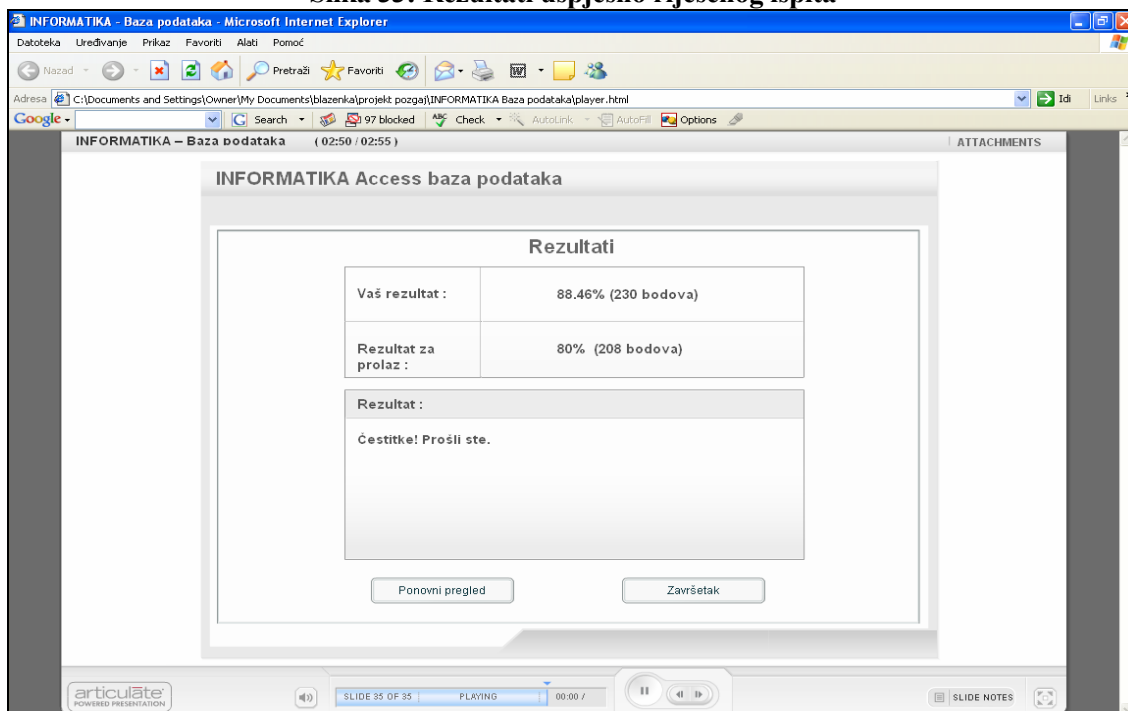 INFORMATIKA - Baza podataka - Microsoft Internet Explorer
Datoteka Uređivanje Prikaz Favoriti Alati Pomoć
Nazad Pretraži Favoriti
Adresa C:\Documents and Settings\Owner\My Documents\blazenka\projekt pozgaj\INFORMATIKA Baza podataka\player.html Idi Links
Google Search 97 blocked ABC Check AutoLink AutoFill Options
INFORMATIKA – Baza podataka ( 02:50 / 02:55 ) ATTACHMENTS
INFORMATIKA Access baza podataka
Rezultati
Vaš rezultat : 88.46% (230 bodova)
Rezultat za
prolaz :
80% (208 bodova)
Rezultat :
Čestitke! Prošli ste.
Ponovni pregled Završetak
articulate
POWERED PRESENTATION
SLIDE 35 OF 35 PLAYING 00:00 / SLIDE NOTES